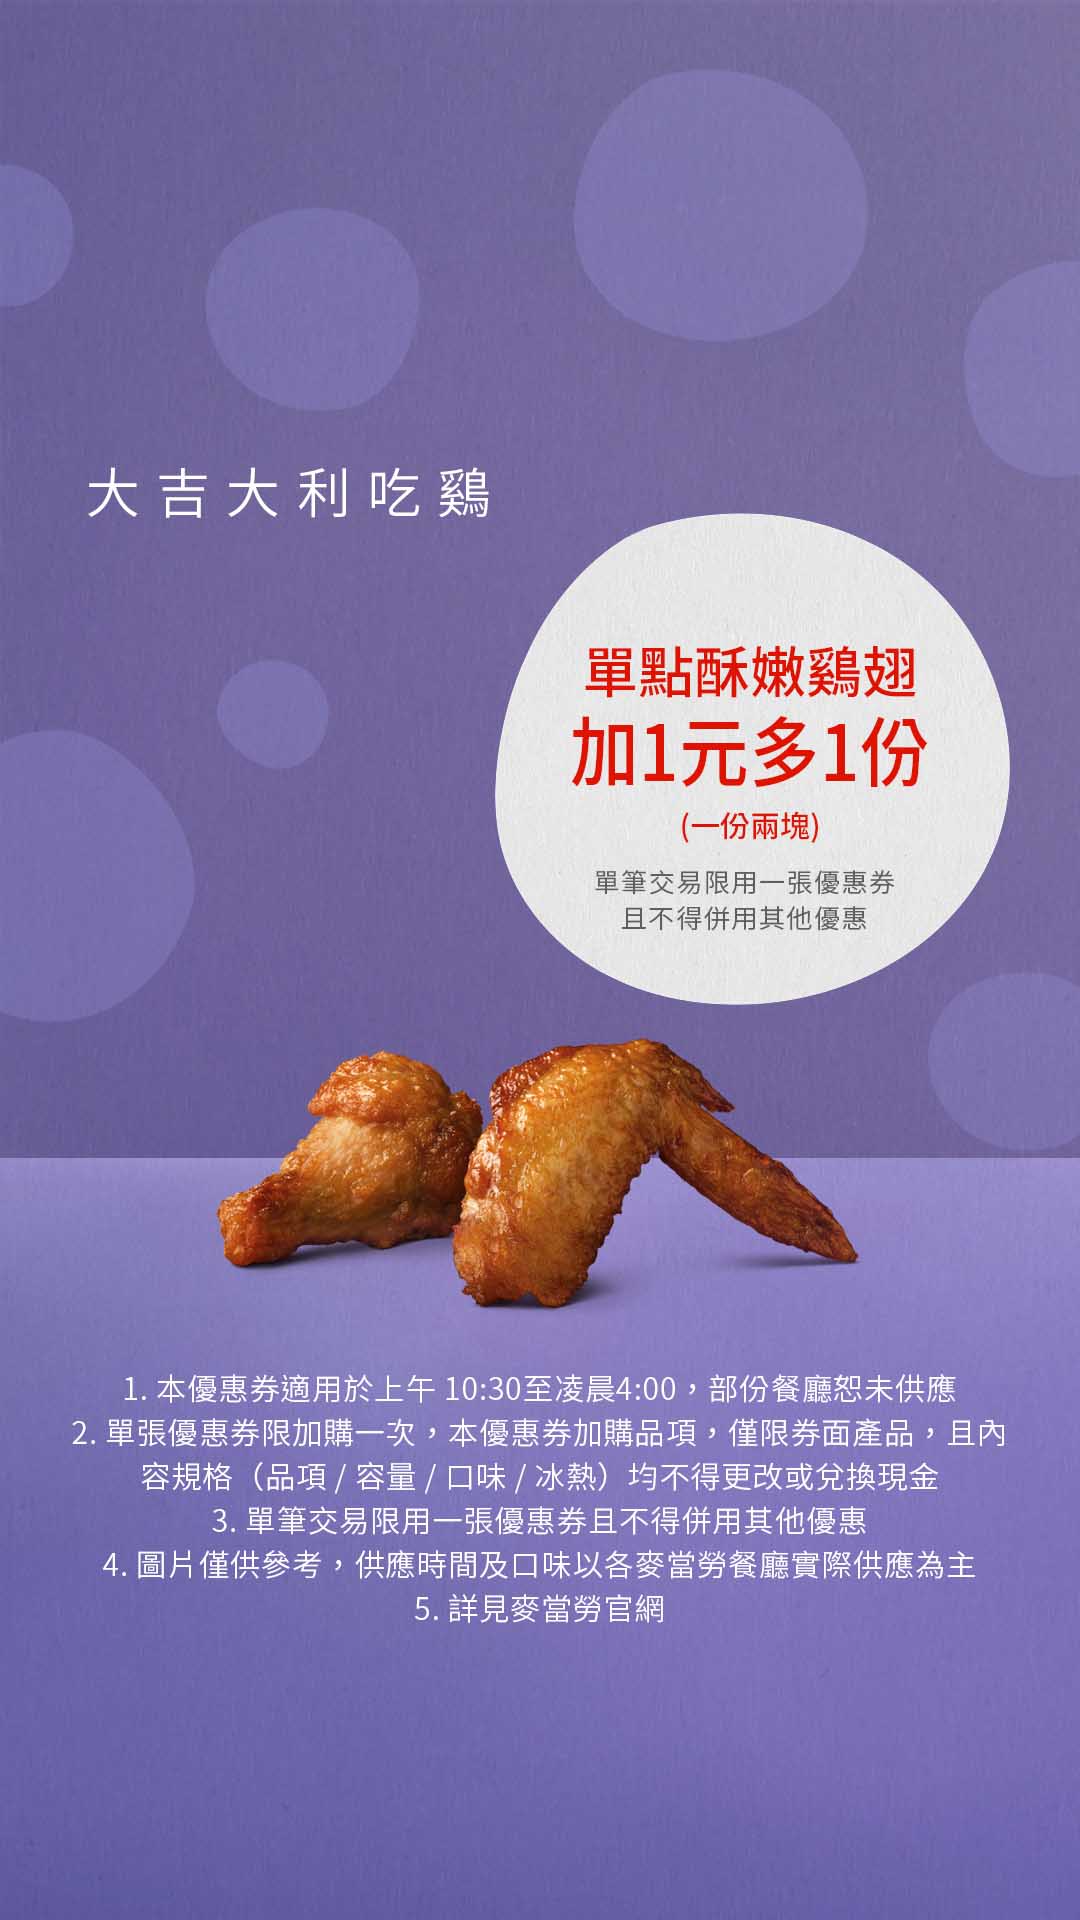 大吉大利吃鷄
單點酥嫩鷄翅
加1元多1份
(一份兩塊)
單筆交易限用一張優惠券
且不得併用其他優惠
1. 本優惠券適用於上午 10:30至凌晨4:00，部份餐廳恕未供應
2. 單張優惠券限加購一次，本優惠券加購品項，僅限券面產品，且內
容規格（品項 / 容量 / 口味 / 冰熱）均不得更改或兌換現金
3. 單筆交易限用一張優惠券且不得併用其他優惠
4. 圖片僅供參考，供應時間及口味以各麥當勞餐廳實際供應為主
5. 詳見麥當勞官網